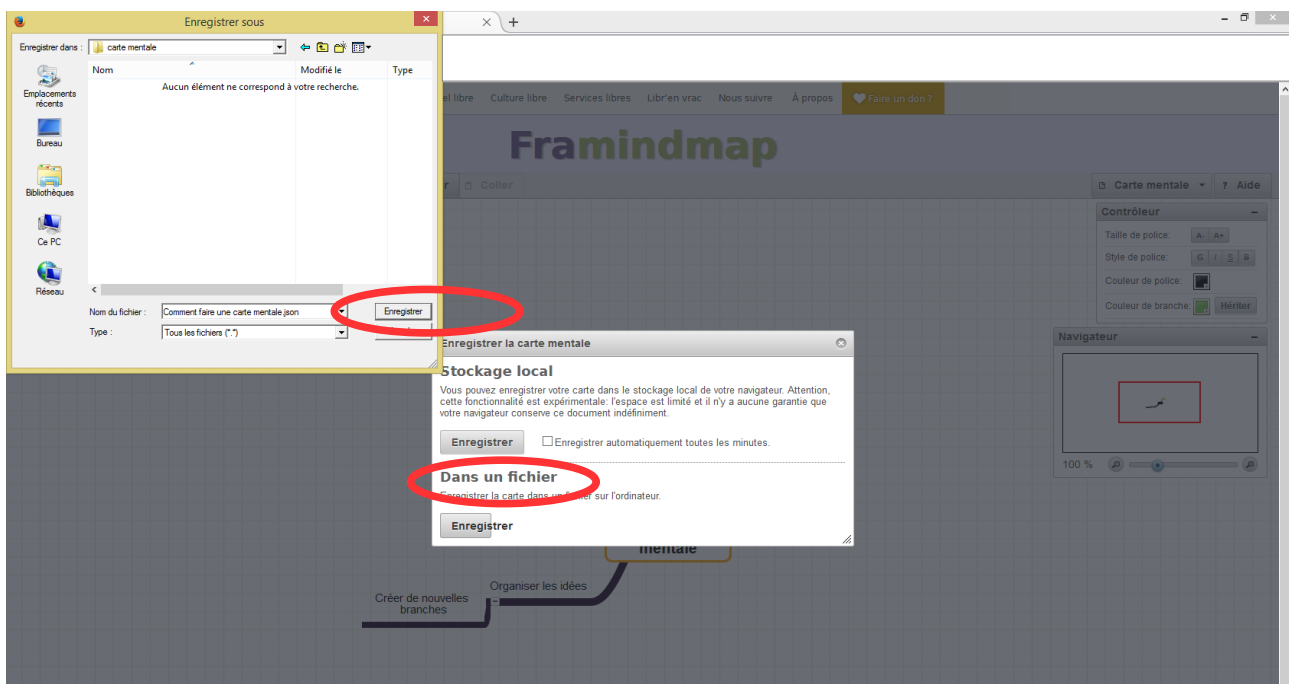 Enregistrer sous
Enregistrer dans :
carte mentale
Nom
Modifié le
Type
Aucun élément ne correspond à votre recherche.
Emplacements
récents
Bureau
Bibliothèques
Ce PC
Réseau
Nom du fichier :
Comment faire une carte mentale.json
Enregistrer
Type :
Tous les fichiers (*.*)
el libre
Culture libre
Services libres
Libr'en vrac
Nous suivre
À propos
Faire un don ?
Framindmap
r
Coller
Carte mentale
? Aide
Contrôleur
Taille de police:
A-
A+
Style de police:
G
I
S
Couleur de police:
Couleur de branche:
Hériter
Navigateur
100 %
Enregistrer la carte mentale
Stockage local
Vous pouvez enregistrer votre carte dans le stockage local de votre navigateur. Attention,
cette fonctionnalité est expérimentale: l'espace est limité et il n'y a aucune garantie que
votre navigateur conserve ce document indéfiniment.
Enregistrer
Enregistrer automatiquement toutes les minutes.
Dans un fichier
Enregistrer la carte dans un fichier sur l'ordinateur.
Enregistrer
mentale
Organiser les idées
Créer de nouvelles
branches